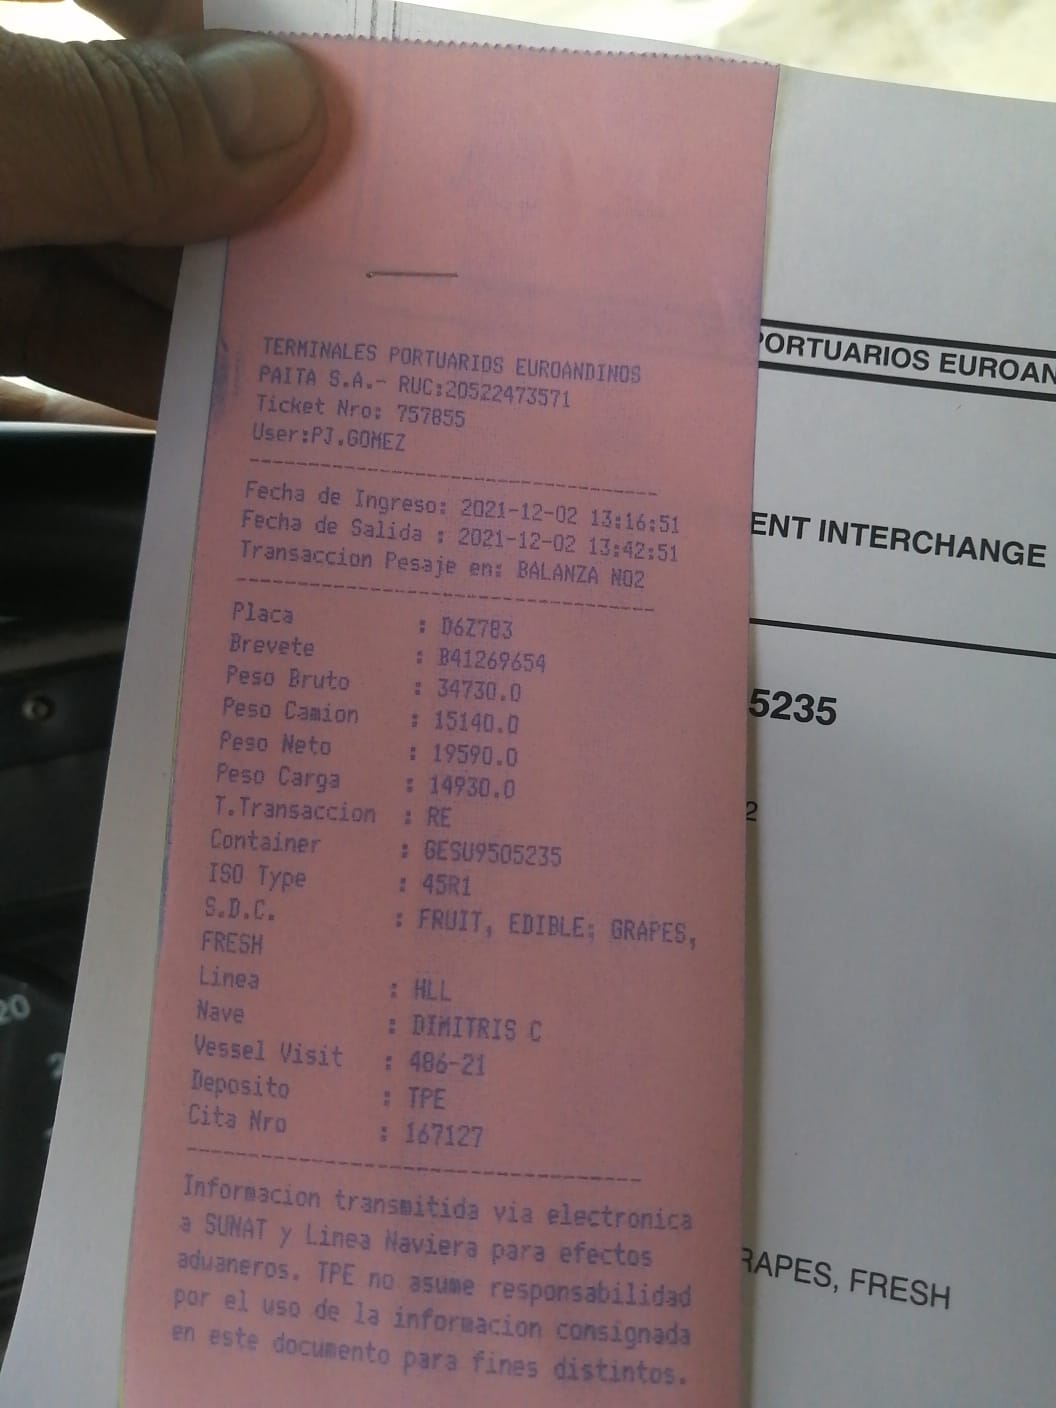 TERMINALES PORTUARIOS EUROANDINOS
PAITA S.A.- RUC:20522473571
Ticket Nro: 757855
User:PJ.GOMEZ
Fecha de Ingreso: 2021-12-02 13:16:51
Fecha de Salida : 2021-12-02 13:42:51
Transaccion Pesaje en: BALANZA NO2
Placa : D6Z783
Brevete : B41269654
Peso Bruto : 34730.0
Peso Camion : 15140.0
Peso Neto : 19590.0
Peso Carga : 14930.0
T.Transaccion : RE
Container : GESU9505235
ISO Type : 45R1
S.D.C. : FRUIT, EDIBLE; GRAPES,
FRESH
Linea : HLL
Nave : DIMITRIS C
Vessel Visit : 486-21
Deposito : TPE
Cita Nro : 167127
Informacion transmitida via electronica
a SUNAT y Linea Naviera para efectos
aduaneros. TPE no asume responsabilidad
por el uso de la informacion consignada
en este documento para fines distintos.
PORTUARIOS EUROAN
ENT INTERCHANGE
5235
2
RAPES, FRESH
20